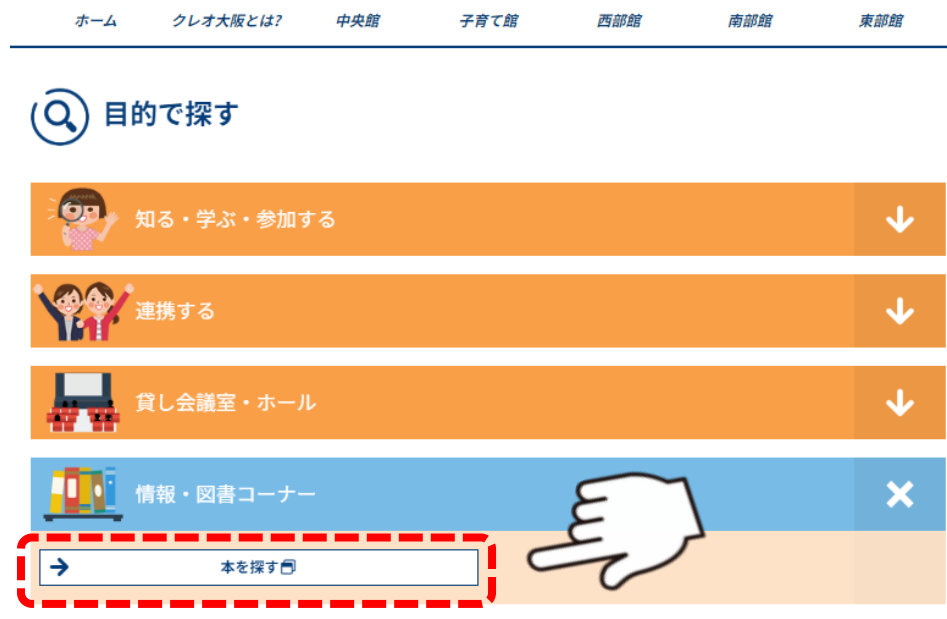 ホーム クレオ大阪とは? 中央館 子育て館 西部館 南部館 東部館
目的で探す
知る・学ぶ・参加する
連携する
貸し会議室・ホール
情報・図書コーナー
本を探す